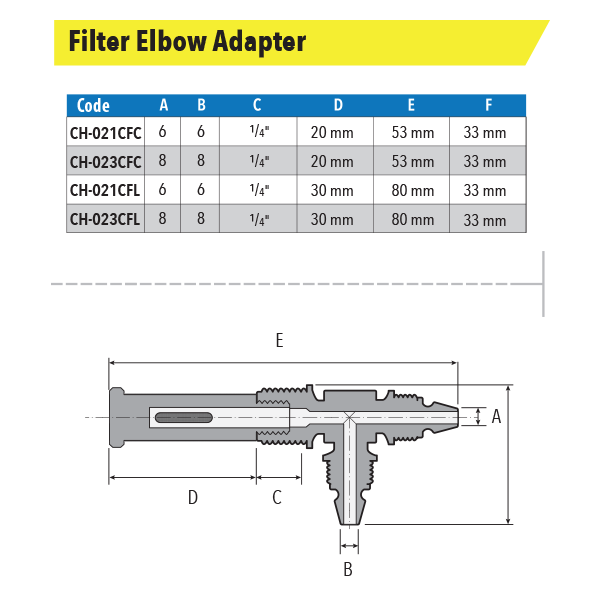 Filter Elbow Adapter
Code A B C D E F
CH-021CFC 6 6 1/4" 20 mm 53 mm 33 mm
CH-023CFC 8 8 1/4" 20 mm 53 mm 33 mm
CH-021CFL 6 6 1/4" 30 mm 80 mm 33 mm
CH-023CFL 8 8 1/4" 30 mm 80 mm 33 mm
E
A
D C
B